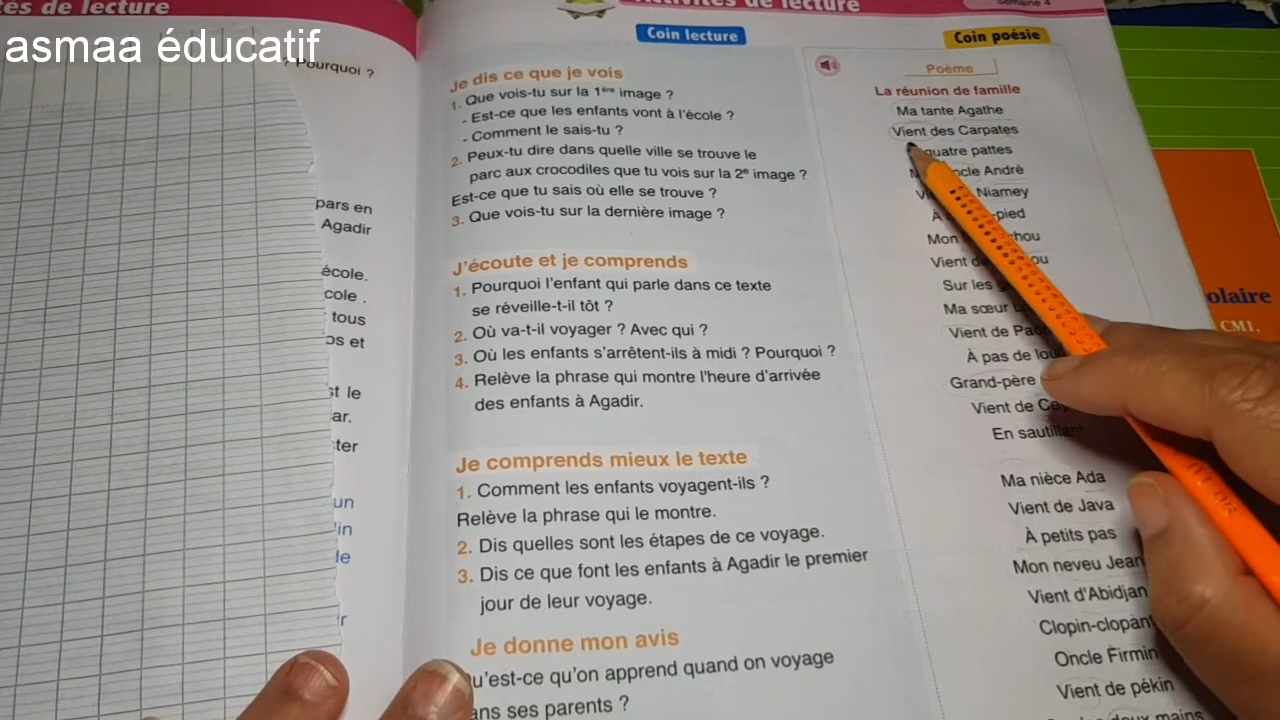 tés de lecture
asmaa éducatif
Pourquoi ?
pars en
Agadir
école.
cole .
tous
os et
st le
ar.
ter
un
in
le
r
Activités de lecture
Semaine 4
Coin lecture
Je dis ce que je vois
1. Que vois-tu sur la 1ère image ?
- Est-ce que les enfants vont à l'école ?
- Comment le sais-tu ?
2. Peux-tu dire dans quelle ville se trouve le
parc aux crocodiles que tu vois sur la 2e image ?
Est-ce que tu sais où elle se trouve ?
3. Que vois-tu sur la dernière image ?
J'écoute et je comprends
1. Pourquoi l'enfant qui parle dans ce texte
se réveille-t-il tôt ?
2. Où va-t-il voyager ? Avec qui ?
3. Où les enfants s'arrêtent-ils à midi ? Pourquoi ?
4. Relève la phrase qui montre l'heure d'arrivée
des enfants à Agadir.
Je comprends mieux le texte
1. Comment les enfants voyagent-ils ?
Relève la phrase qui le montre.
2. Dis quelles sont les étapes de ce voyage.
3. Dis ce que font les enfants à Agadir le premier
jour de leur voyage.
Je donne mon avis
u'est-ce qu'on apprend quand on voyage
ans ses parents ?
Coin poésie
Poème
La réunion de famille
Ma tante Agathe
Vient des Carpates
quatre pattes
oncle André
Niamey
À pied
Mon
Vient
Sur les
Ma sœur
Vient de
À pas de
Grand-père
Vient de
En sautillant
Ma nièce Ada
Vient de Java
À petits pas
Mon neveu Jean
Vient d'Abidjan
Clopin-clopant
Oncle Firmin
Vient de pékin
deux mains
olaire
CM1,